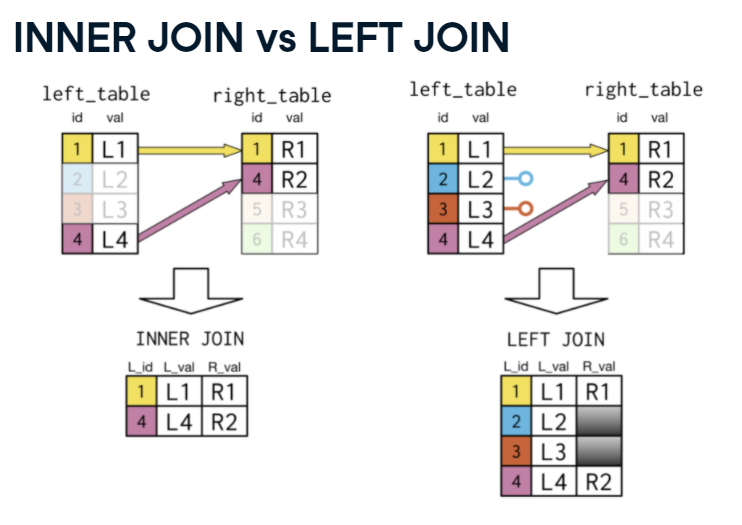 INNER JOIN vs LEFT JOIN
left_table right_table
id val id val
1 L1 1 R1
2 L2 4 R2
3 L3 5 R3
4 L4 6 R4
INNER JOIN
L_id L_val R_val
1 L1 R1
4 L4 R2
left_table right_table
id val id val
1 L1 1 R1
2 L2 4 R2
3 L3 5 R3
4 L4 6 R4
LEFT JOIN
L_id L_val R_val
1 L1 R1
2 L2
3 L3
4 L4 R2